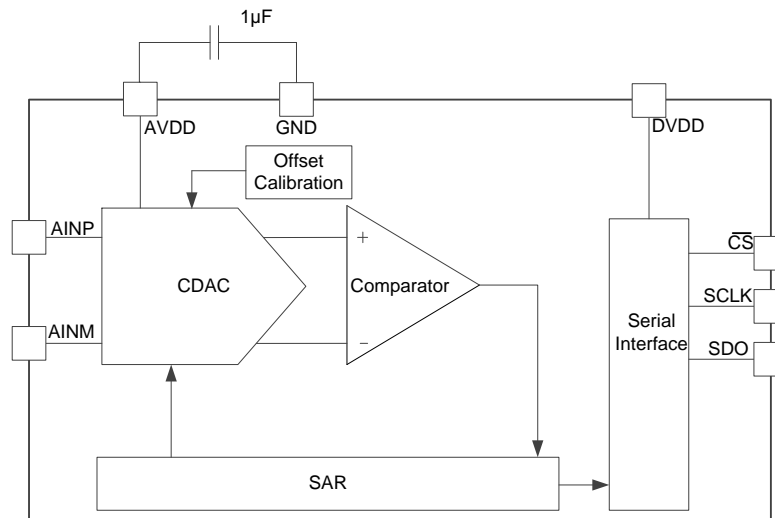 1µF
AVDD
GND
DVDD
Offset
Calibration
AINP
CS
+
CDAC
Comparator
SCLK
Serial
Interface
AINM
−
SDO
SAR